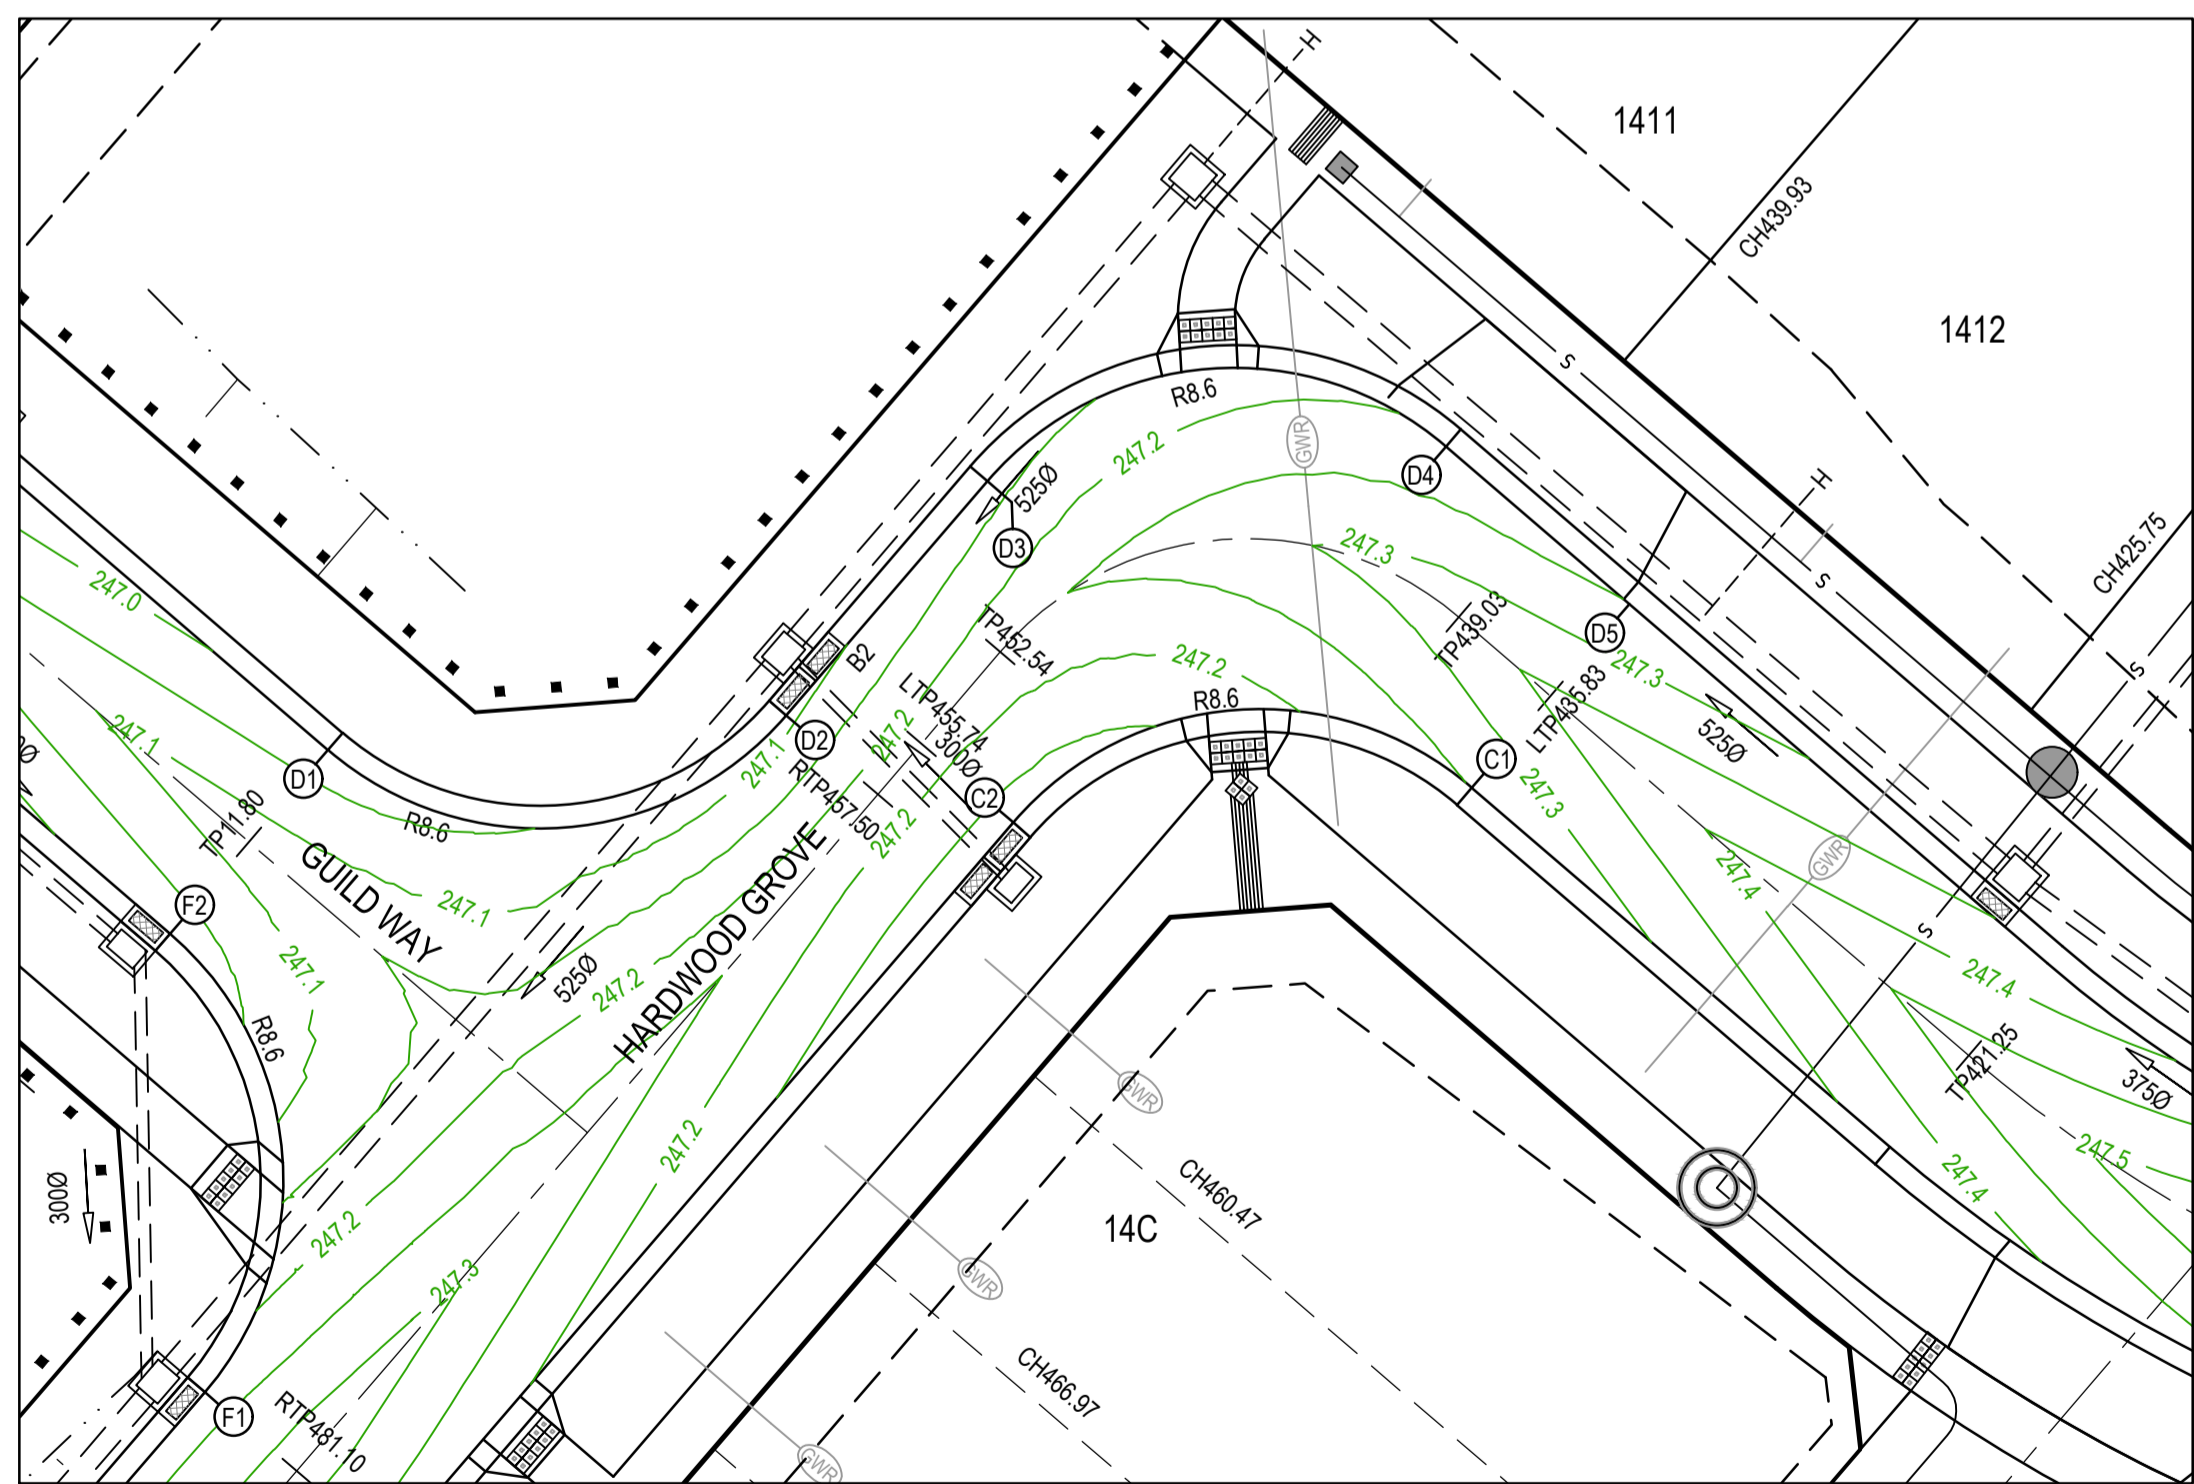 H
1411
CH439.93
1412
S
R8.6
247.2
GWR
D4
525Ø
D3
H
247.3
S
CH425.75
247.0
TP452.54
TP439.03
D5
247.3
S
B2
247.2
R8.6
LTP455.74
LTP435.83
247.1
D2
247.1
247.2
525Ø
D1
RTP457.50
300Ø
C2
C1
247.3
TP11.80
R8.6
247.2
GWR
247.4
GUILD WAY
HARDWOOD GROVE
F2
247.1
S
247.1
525Ø
247.2
247.4
R8.6
TP421.25
GWR
375Ø
247.2
247.5
300Ø
CH460.47
247.4
247.2
14C
247.3
GWR
CH466.97
F1
RTP481.10
GWR